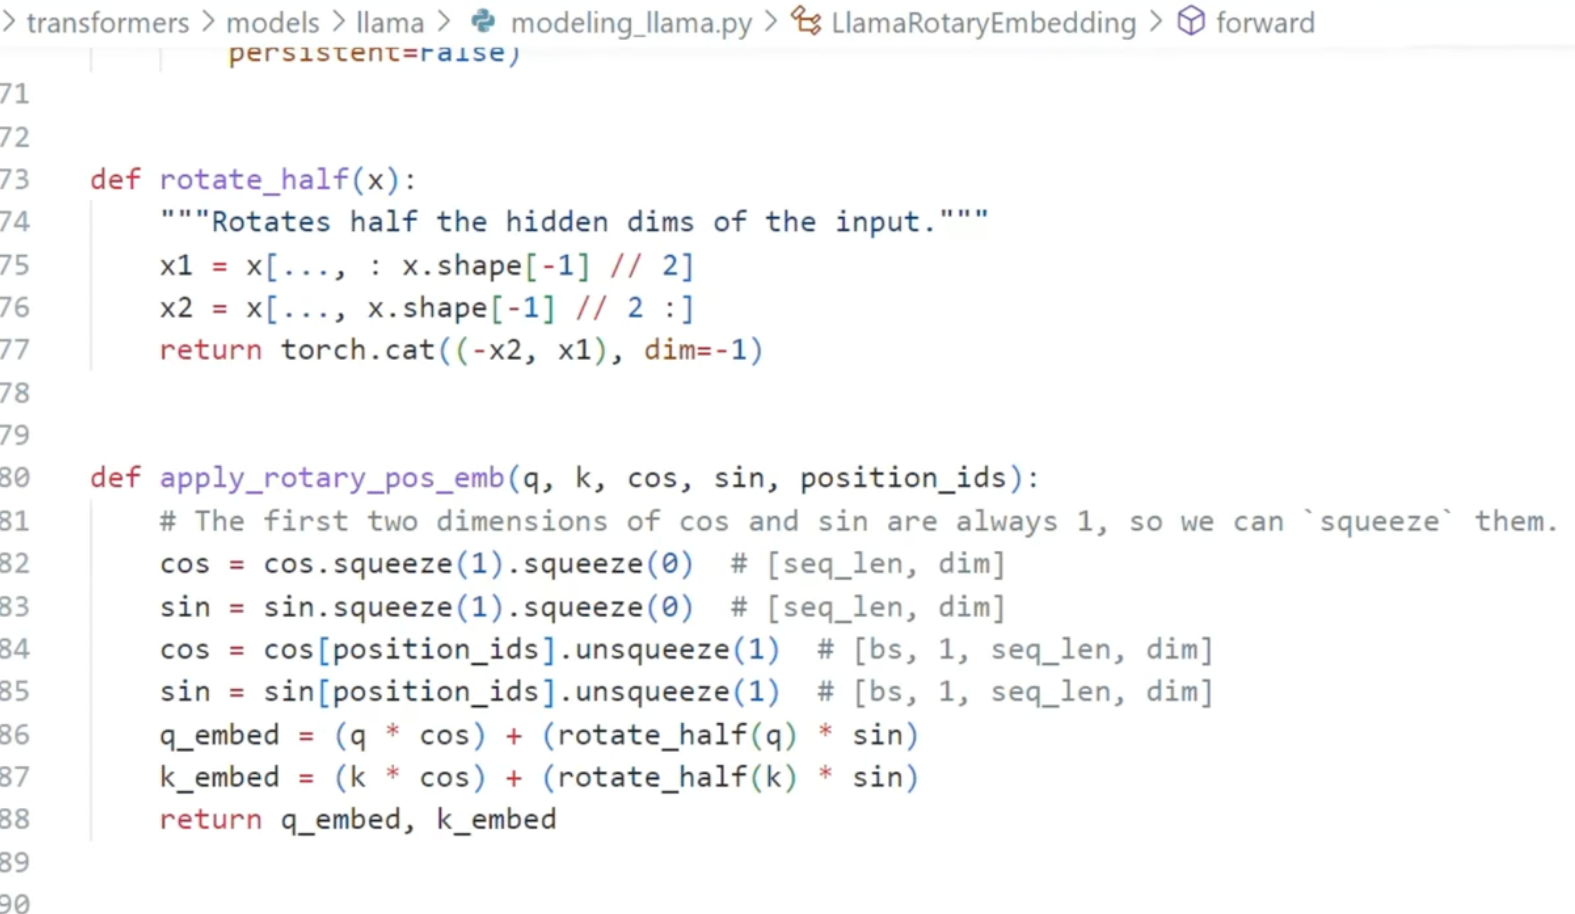 transformers > models > llama > modeling_llama.py > LlamaRotaryEmbedding > forward
persistent=False)
71
72
73 def rotate_half(x):
74 """Rotates half the hidden dims of the input."""
75 x1 = x[..., : x.shape[-1] // 2]
76 x2 = x[..., x.shape[-1] // 2 :]
77 return torch.cat((-x2, x1), dim=-1)
78
79
80 def apply_rotary_pos_emb(q, k, cos, sin, position_ids):
81 # The first two dimensions of cos and sin are always 1, so we can `squeeze` them.
82 cos = cos.squeeze(1).squeeze(0)  # [seq_len, dim]
83 sin = sin.squeeze(1).squeeze(0)  # [seq_len, dim]
84 cos = cos[position_ids].unsqueeze(1)  # [bs, 1, seq_len, dim]
85 sin = sin[position_ids].unsqueeze(1)  # [bs, 1, seq_len, dim]
86 q_embed = (q * cos) + (rotate_half(q) * sin)
87 k_embed = (k * cos) + (rotate_half(k) * sin)
88 return q_embed, k_embed
89
90